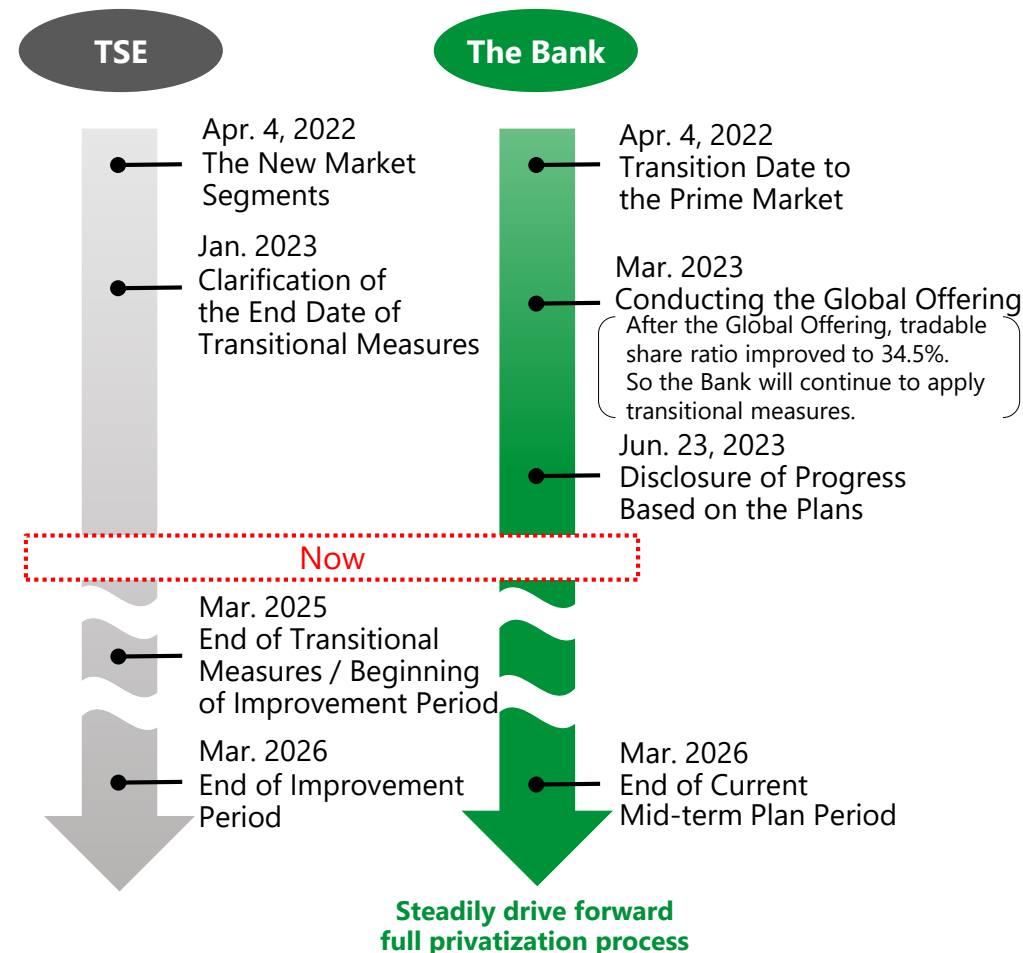 TSE
Apr. 4, 2022
The New Market
Segments
Jan. 2023
Clarification of
the End Date of
Transitional Measures
The Bank
Apr. 4, 2022
Transition Date to
the Prime Market
Mar. 2023
Conducting the Global Offering
After the Global Offering, tradable
share ratio improved to 34.5%.
So the Bank will continue to apply
transitional measures.
Jun. 23, 2023
Disclosure of Progress
Based on the Plans
Now
Mar. 2025
End of Transitional
Measures / Beginning
of Improvement Period
Mar. 2026
End of Improvement
Period
Mar. 2026
End of Current
Mid-term Plan Period
Steadily drive forward
full privatization process